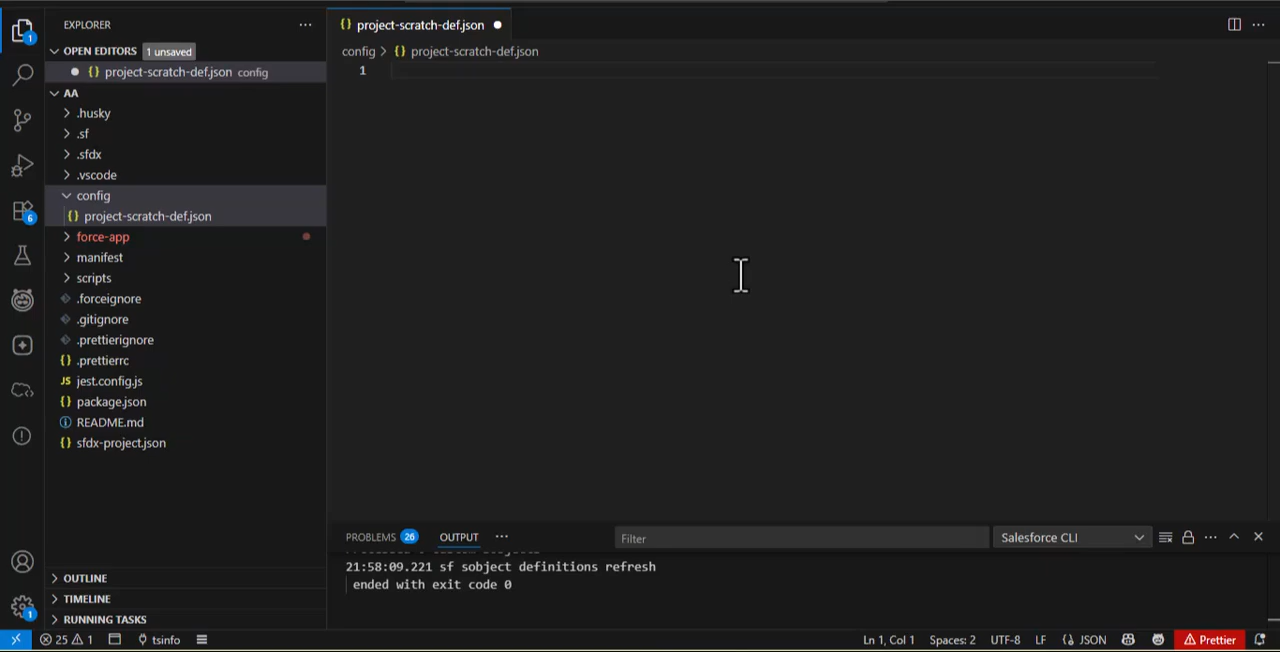 EXPLORER
OPEN EDITORS 1 unsaved
project-scratch-def.json config
AA
.husky
.sf
.sfdx
.vscode
config
project-scratch-def.json
force-app
manifest
scripts
.forceignore
.gitignore
.prettierignore
.prettierrc
JS jest.config.js
package.json
README.md
sfdx-project.json
OUTLINE
TIMELINE
RUNNING TASKS
{} project-scratch-def.json
config > {} project-scratch-def.json
1
PROBLEMS 26 OUTPUT ... Filter Salesforce CLI
21:58:09.221 sf sobject definitions refresh
ended with exit code 0
25 1 tsinfo Ln 1, Col 1 Spaces: 2 UTF-8 LF {} JSON Prettier